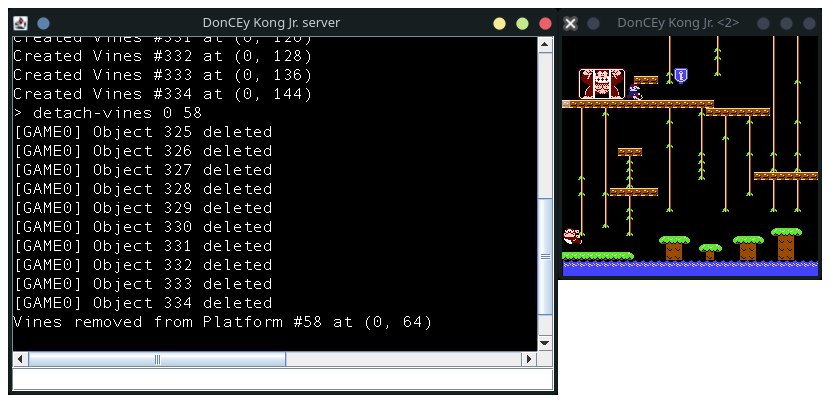 DonCEy Kong Jr. server
Created Vines #331 at (0, 120)
Created Vines #332 at (0, 128)
Created Vines #333 at (0, 136)
Created Vines #334 at (0, 144)
> detach-vines 0 58
[GAME0] Object 325 deleted
[GAME0] Object 326 deleted
[GAME0] Object 327 deleted
[GAME0] Object 328 deleted
[GAME0] Object 329 deleted
[GAME0] Object 330 deleted
[GAME0] Object 331 deleted
[GAME0] Object 332 deleted
[GAME0] Object 333 deleted
[GAME0] Object 334 deleted
Vines removed from Platform #58 at (0, 64)
DonCEy Kong Jr. <2>